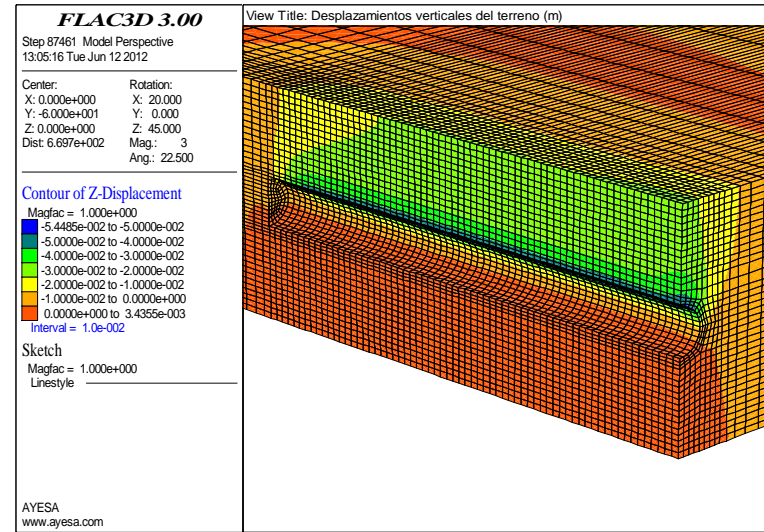 FLAC3D 3.00
Step 87461 Model Perspective
13:05:16 Tue Jun 12 2012
Center:
X: 0.000e+000
Y: -6.000e+001
Z: 0.000e+000
Dist: 6.697e+002
Rotation:
X: 20.000
Y: 0.000
Z: 45.000
Mag.: 3
Ang.: 22.500
Contour of Z-Displacement
Magfac = 1.000e+000
-5.4485e-002 to -5.0000e-002
-5.0000e-002 to -4.0000e-002
-4.0000e-002 to -3.0000e-002
-3.0000e-002 to -2.0000e-002
-2.0000e-002 to -1.0000e-002
-1.0000e-002 to 0.0000e+000
0.0000e+000 to 3.4355e-003
Interval = 1.0e-002
Sketch
Magfac = 1.000e+000
Linestyle
AYESA
www.ayesa.com
View Title: Desplazamientos verticales del terreno (m)